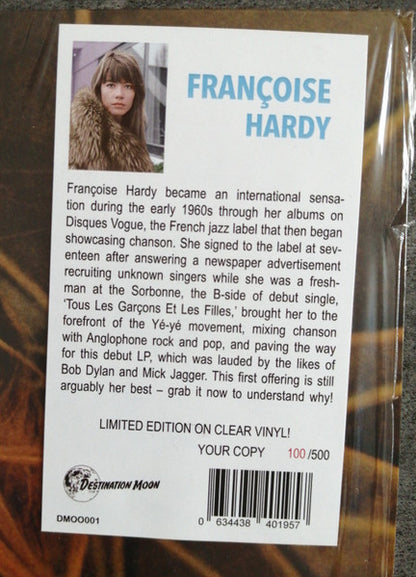 FRANÇOISE
HARDY
Françoise Hardy became an international sensa-
tion during the early 1960s through her albums on
Disques Vogue, the French jazz label that then began
showcasing chanson. She signed to the label at sev-
enteen after answering a newspaper advertisement
recruiting unknown singers while she was a fresh-
man at the Sorbonne, the B-side of debut single,
'Tous Les Garçons Et Les Filles,' brought her to the
forefront of the Yé-yé movement, mixing chanson
with Anglophone rock and pop, and paving the way
for this debut LP, which was lauded by the likes of
Bob Dylan and Mick Jagger. This first offering is still
arguably her best – grab it now to understand why!
LIMITED EDITION ON CLEAR VINYL!
YOUR COPY 100/500
DESTINATION MOON
DMOO001
0 634438 401957